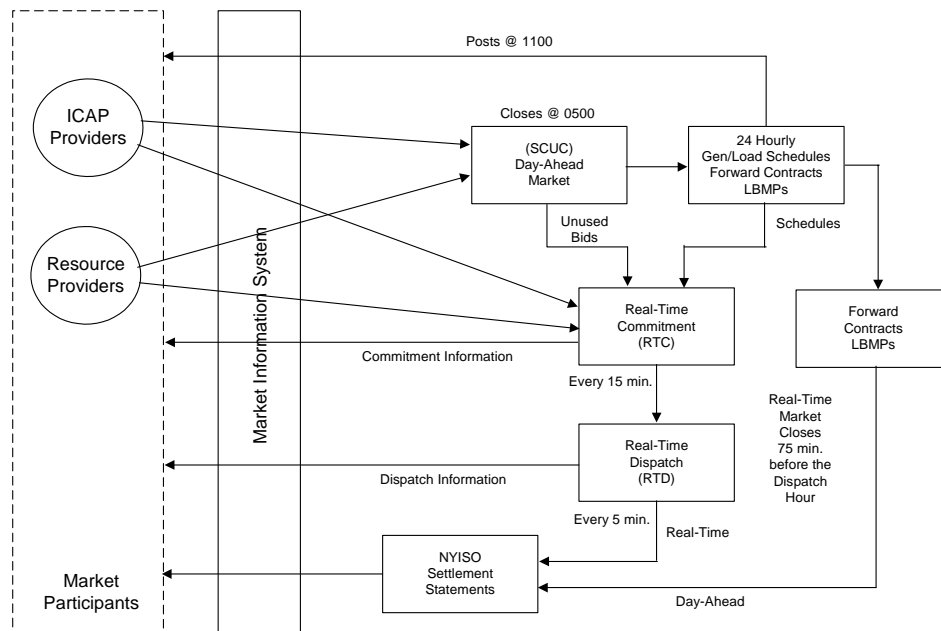 Posts @ 1100
ICAP
Providers
Closes @ 0500
(SCUC)
Day-Ahead
Market
24 Hourly
Gen/Load Schedules
Forward Contracts
LBMPs
Unused
Bids
Schedules
Resource
Providers
Market Information System
Real-Time
Commitment
(RTC)
Forward
Contracts
LBMPs
Commitment Information
Every 15 min.
Real-Time
Market
Closes
75 min.
before the
Dispatch
Hour
Real-Time
Dispatch
(RTD)
Dispatch Information
Every 5 min.
Real-Time
NYISO
Settlement
Statements
Market
Participants
Day-Ahead